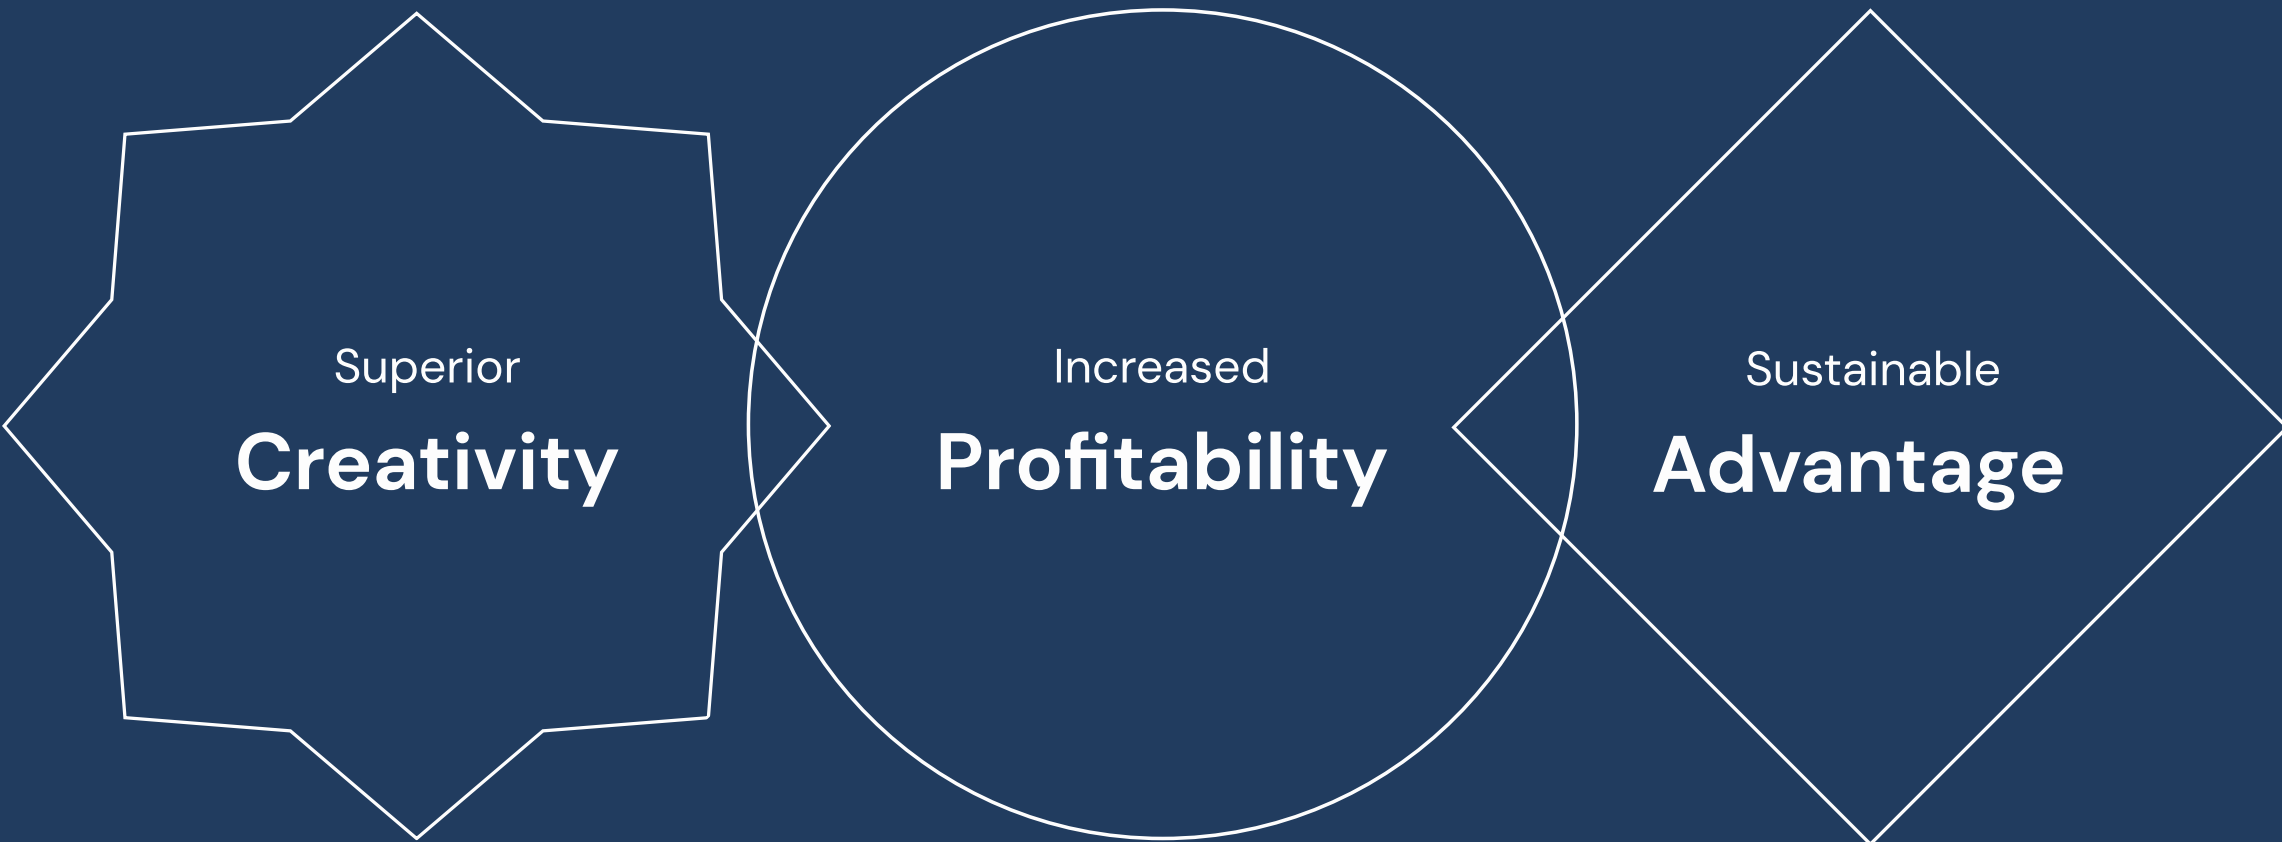 Superior
Creativity
Increased
Profitability
Sustainable
Advantage